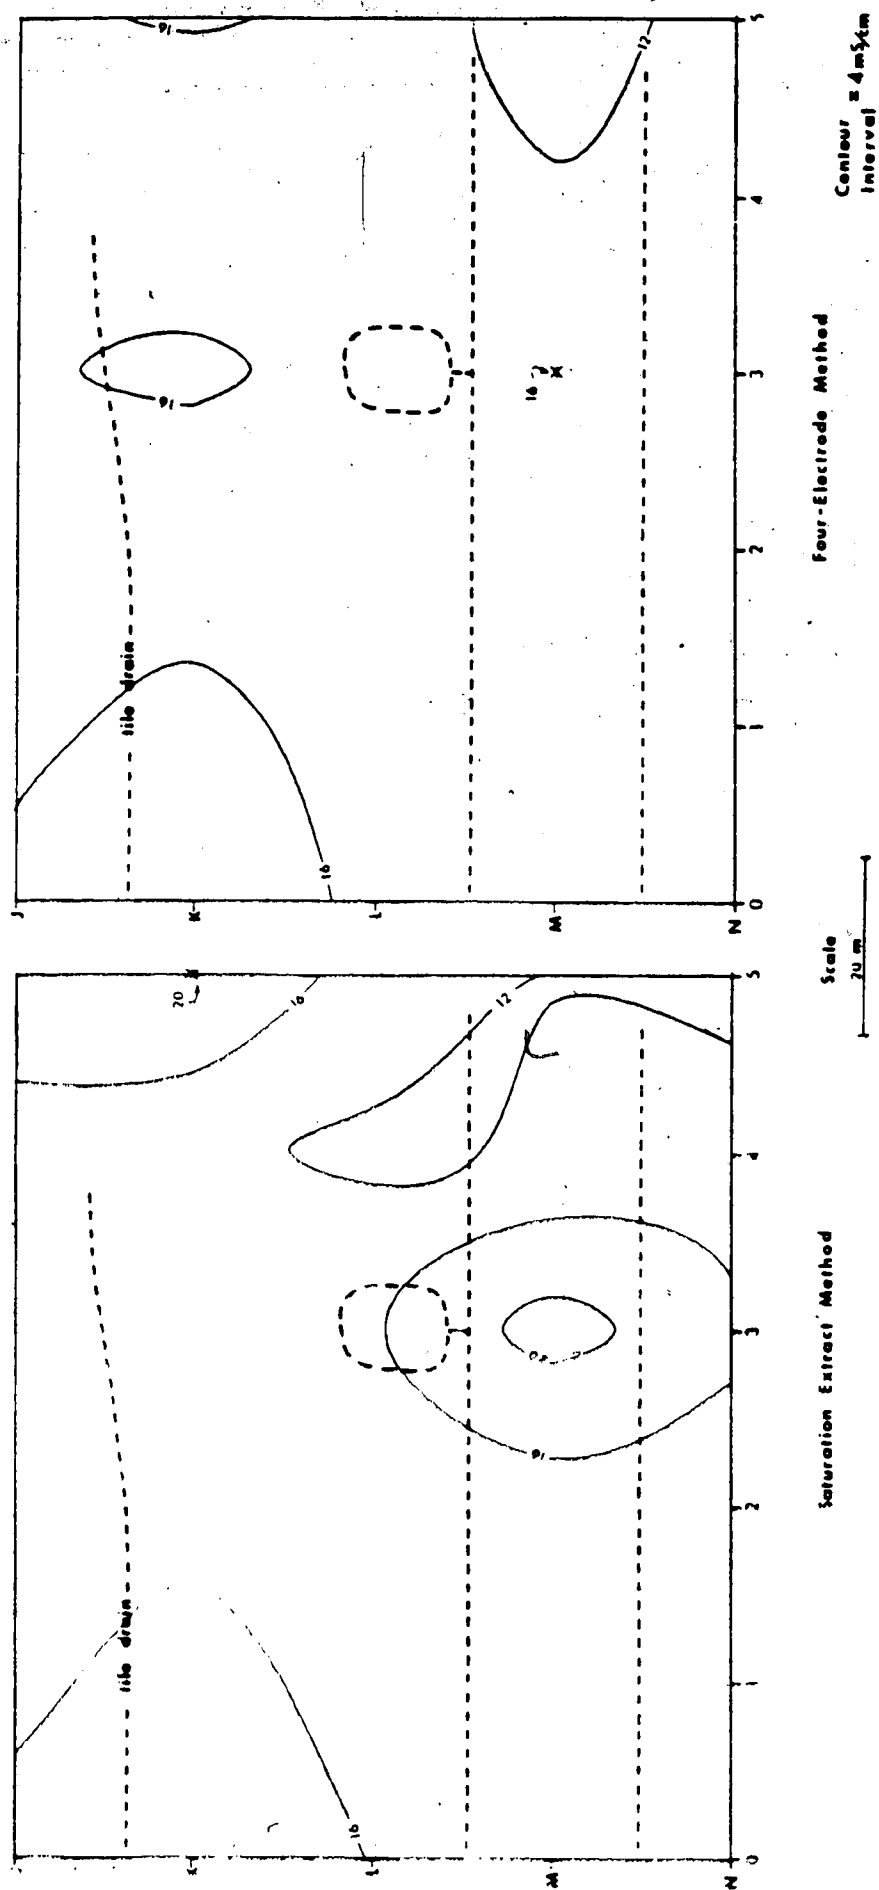 J
K
L
M
N
0
1
2
3
4
5
16
16
16
16
12
tile drain
Four-Electrode Method
Contour
Interval = 4 mS/cm
Scale
20 m
K
L
M
N
0
1
2
3
4
5
16
16
16
20
12
tile drain
Saturation Extract Method